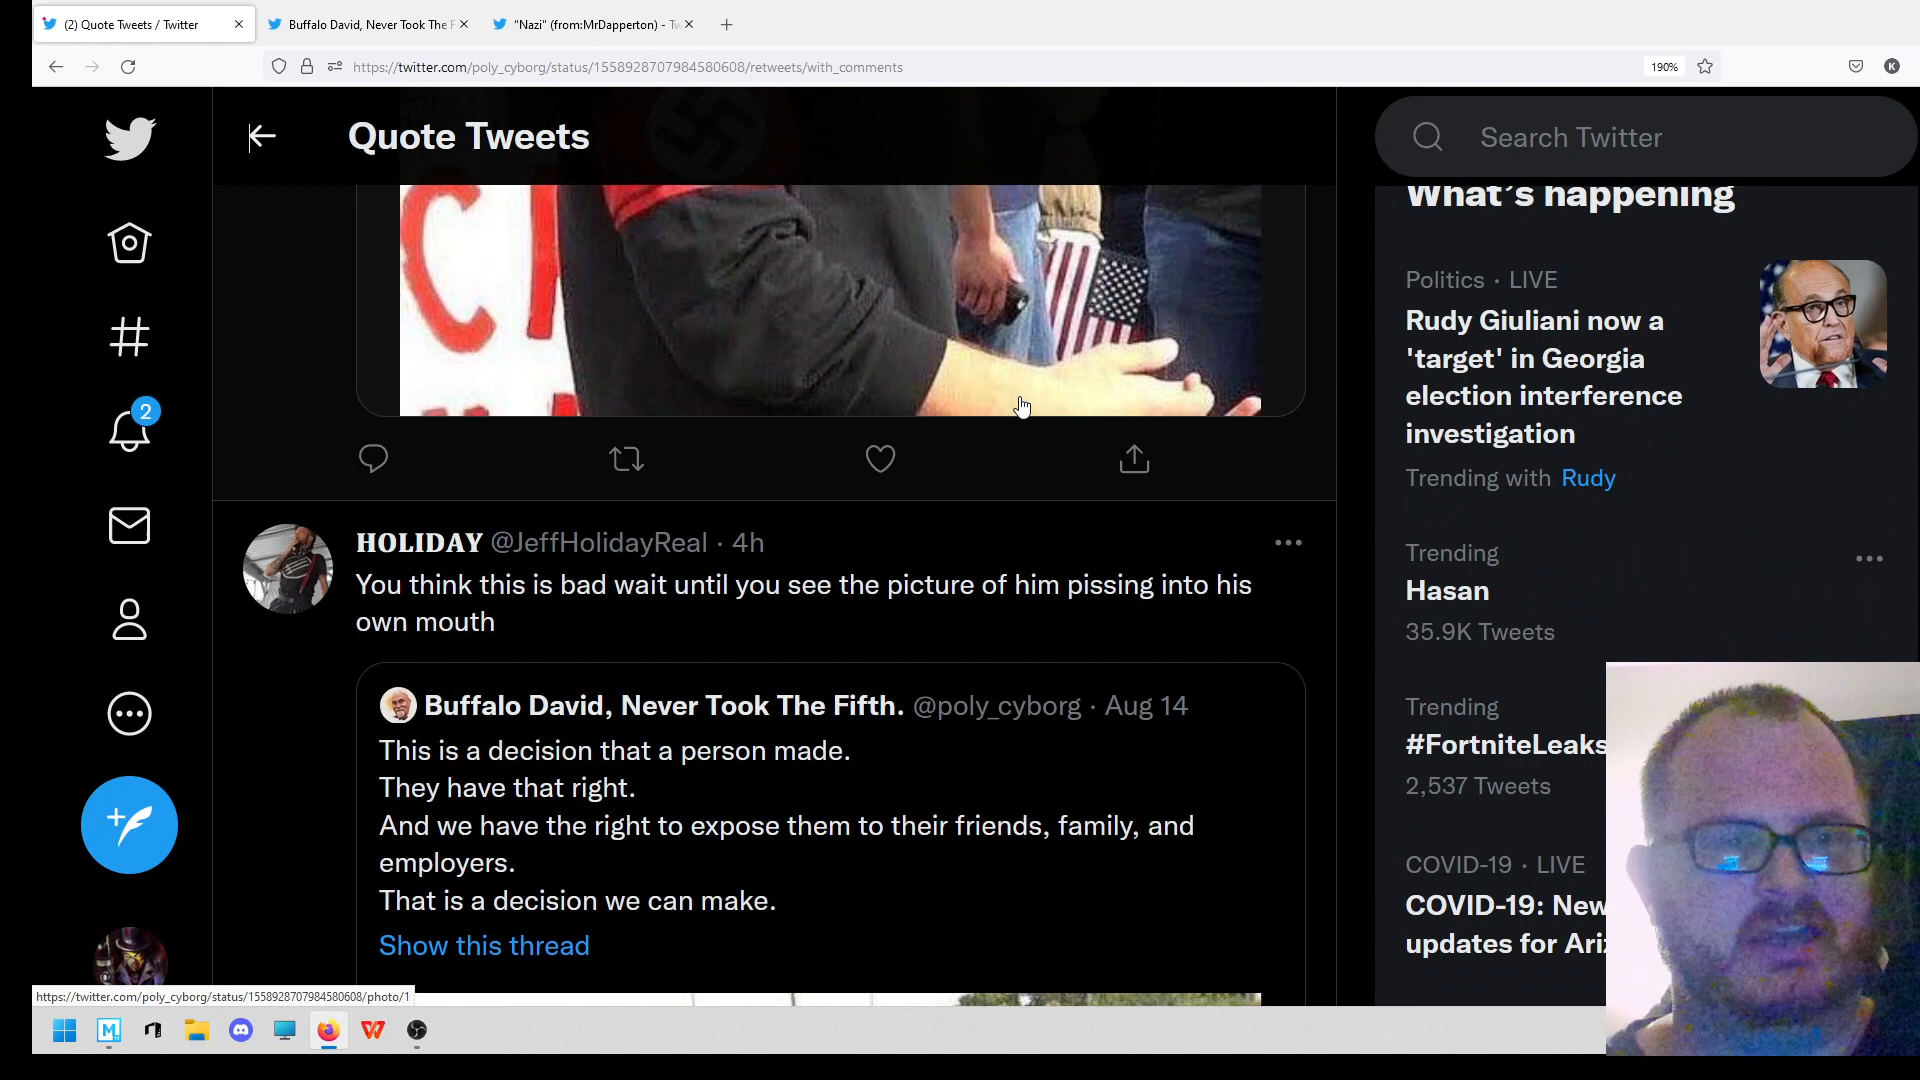 (2) Quote Tweets / Twitter
Buffalo David, Never Took The F
"Nazi" (from:MrDapperton) - Tw
https://twitter.com/poly_cyborg/status/1558928707984580608/retweets/with_comments
190%
K
Quote Tweets
Search Twitter
What's happening
Politics · LIVE
Rudy Giuliani now a
'target' in Georgia
election interference
investigation
Trending with Rudy
2
HOLIDAY @JeffHolidayReal · 4h
You think this is bad wait until you see the picture of him pissing into his
own mouth
Buffalo David, Never Took The Fifth. @poly_cyborg · Aug 14
This is a decision that a person made.
They have that right.
And we have the right to expose them to their friends, family, and
employers.
That is a decision we can make.
Show this thread
Trending
Hasan
35.9K Tweets
Trending
#FortniteLeaks
2,537 Tweets
COVID-19 · LIVE
COVID-19: New
updates for Ari
https://twitter.com/poly_cyborg/status/1558928707984580608/photo/1